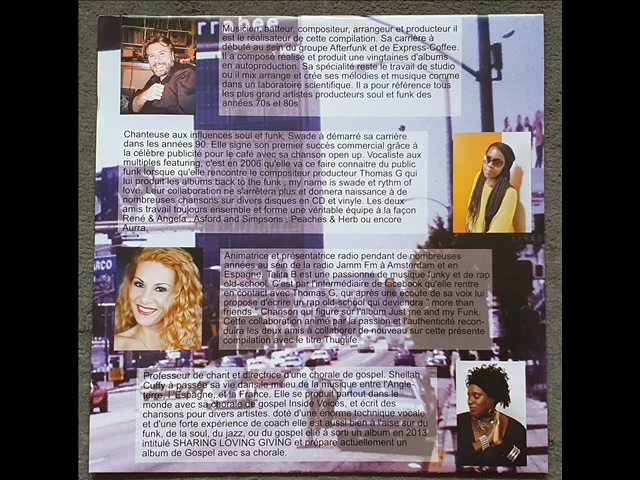 rrabee
Musicien, batteur, compositeur, arrangeur et producteur il
est le réalisateur de cette compilation. Sa carrière à
débuté au sein du groupe Afterfunk et de Express-Coffee.
Il a composé réalisé et produit une vingtaines d'albums
en autoproduction. Sa spécialité reste le travail de studio
ou il mix arrange et crée ses mélodies et musique comme
dans un laboratoire scientifique. Il a pour référence tous
les plus grand artistes producteurs soul et funk des
années 70s et 80s
Chanteuse aux influences soul et funk, Swade à démarré sa carrière
dans les années 90. Elle signe son premier succès commercial grâce à
la célèbre publicité pour le café avec sa chanson open up. Vocaliste aux
multiples featuring, c'est en 2006 qu'elle va ce faire connaitre du public
funk lorsque qu'elle rencontre le compositeur producteur Thomas G qui
lui produit les albums back to the funk , my name is swade et rythm of
love. Leur collaboration ne s'arrêtera plus et donnera naissance à de
nombreuses chansons sur divers disques en CD et vinyle. Les deux
amis travail toujours ensemble et forme une véritable équipe à la façon
René & Angela , Asford and Simpsons , Peaches & Herb ou encore
Aurra.
Animatrice et présentatrice radio pendant de nombreuses
années au sein de la radio Jamm Fm à Amsterdam et en
Espagne, Talita B est une passionné de musique funky et de rap
old-school. C'est par l'intermédiaire de facebook qu'elle rentre
en contact avec Thomas G, qui après une écoute de sa voix lui
propose d'écrire un rap old-school qui deviendra " more than
friends " Chanson qui figure sur l'album Just me and my Funk.
Cette collaboration animé par la passion et l'authenticité recon-
duira les deux amis à collaborer de nouveau sur cette présente
compilation avec le titre Thuglife.
Professeur de chant et directrice d'une chorale de gospel. Sheilah
Cuffy à passée sa vie dans le milieu de la musique entre l'Angle-
terre, l'Espagne, et la France. Elle se produit partout dans le
monde avec sa chorale de gospel Inside Voices, et écrit des
chansons pour divers artistes. doté d'une énorme technique vocale
et d'une forte expérience de coach elle est aussi bien à l'aise sur du
funk, de la soul, du jazz, ou du gospel elle à sorti un album en 2013
intitulé SHARING LOVING GIVING et prépare actuellement un
album de Gospel avec sa chorale.